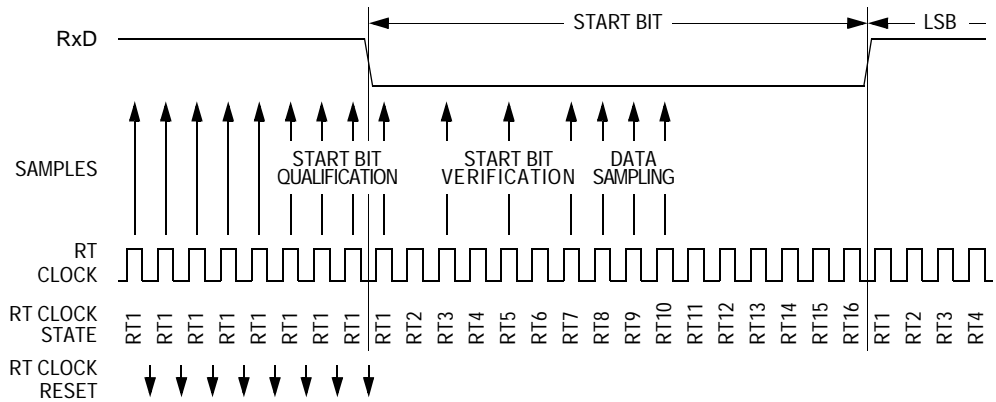 START BIT
LSB
RxD
SAMPLES
START BIT
QUALIFICATION
START BIT
VERIFICATION
DATA
SAMPLING
RT
CLOCK
RT CLOCK
STATE
RT1 RT1 RT1 RT1 RT1 RT1 RT1 RT1 RT1 RT2 RT3 RT4 RT5 RT6 RT7 RT8 RT9 RT10 RT11 RT12 RT13 RT14 RT15 RT16 RT1 RT2 RT3 RT4
RT CLOCK
RESET